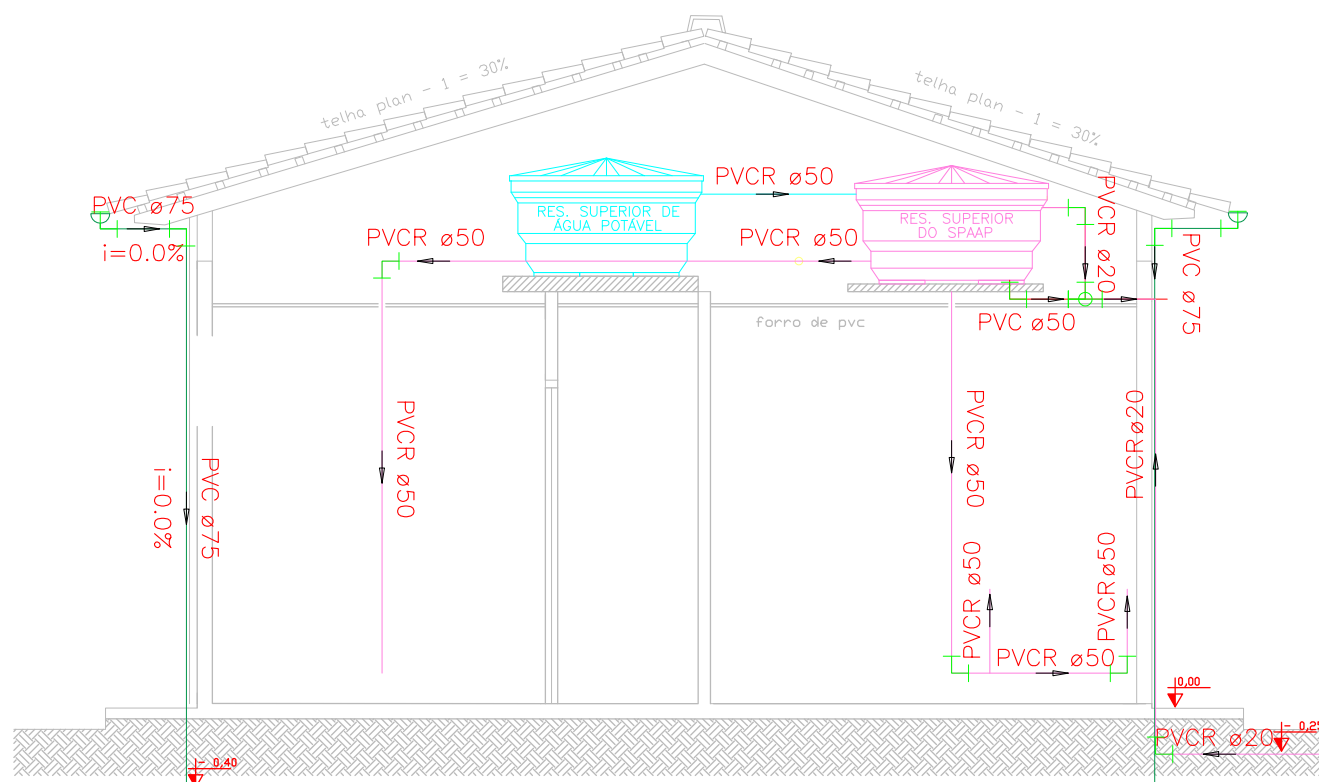 telha plan - 1 = 30%
telha plan - 1 = 30%
PVC ø75
i=0.0%
PVCR ø50
RES. SUPERIOR DE
ÁGUA POTÁVEL
PVCR ø50
PVCR ø50
RES. SUPERIOR
DO SPAAP
PVCR ø20
PVC ø75
PVC ø50
forro de pvc
i=0.0%
PVC ø75
PVCR ø50
PVCR ø50
PVCRø20
PVCR ø50
PVCRø50
PVCR ø50
0,00
PVCR ø20
- 0,25
- 0,40